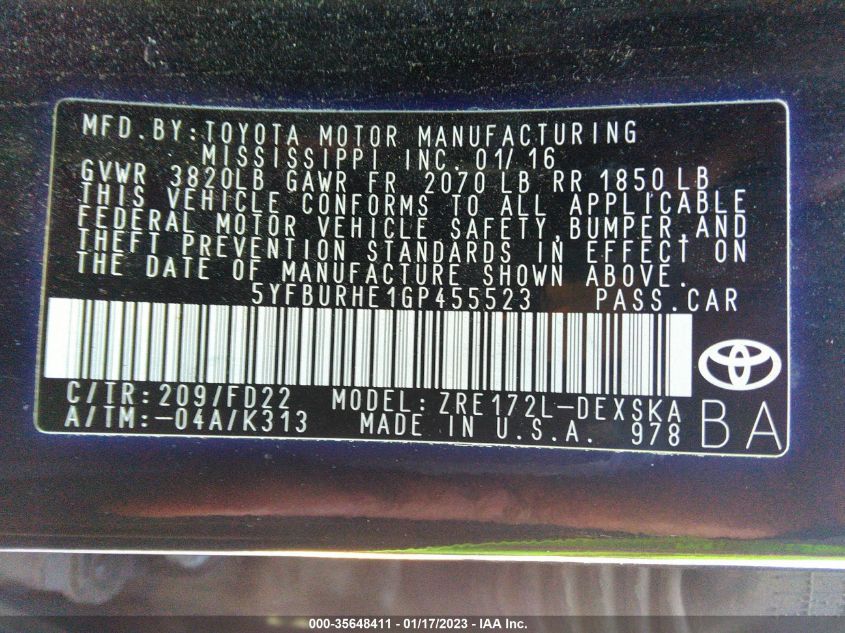 MFD.BY:TOYOTA MOTOR MANUFACTURING
MISSISSIPPI INC. 01/16
GVWR 3820LB GAWR FR 2070 LB RR 1850 LB
THIS VEHICLE CONFORMS TO ALL APPLICABLE
FEDERAL MOTOR VEHICLE SAFETY, BUMPER, AND
THEFT PREVENTION STANDARDS IN EFFECT ON
THE DATE OF MANUFACTURE SHOWN ABOVE.
5YFBURHE1GP455523 PASS.CAR
C/TR:209/FD22 MODEL:ZRE172L-DEXSKA
A/TM:-04A/K313 MADE IN U.S.A. 978 BA
000-35648411 - 01/17/2023 - IAA Inc.